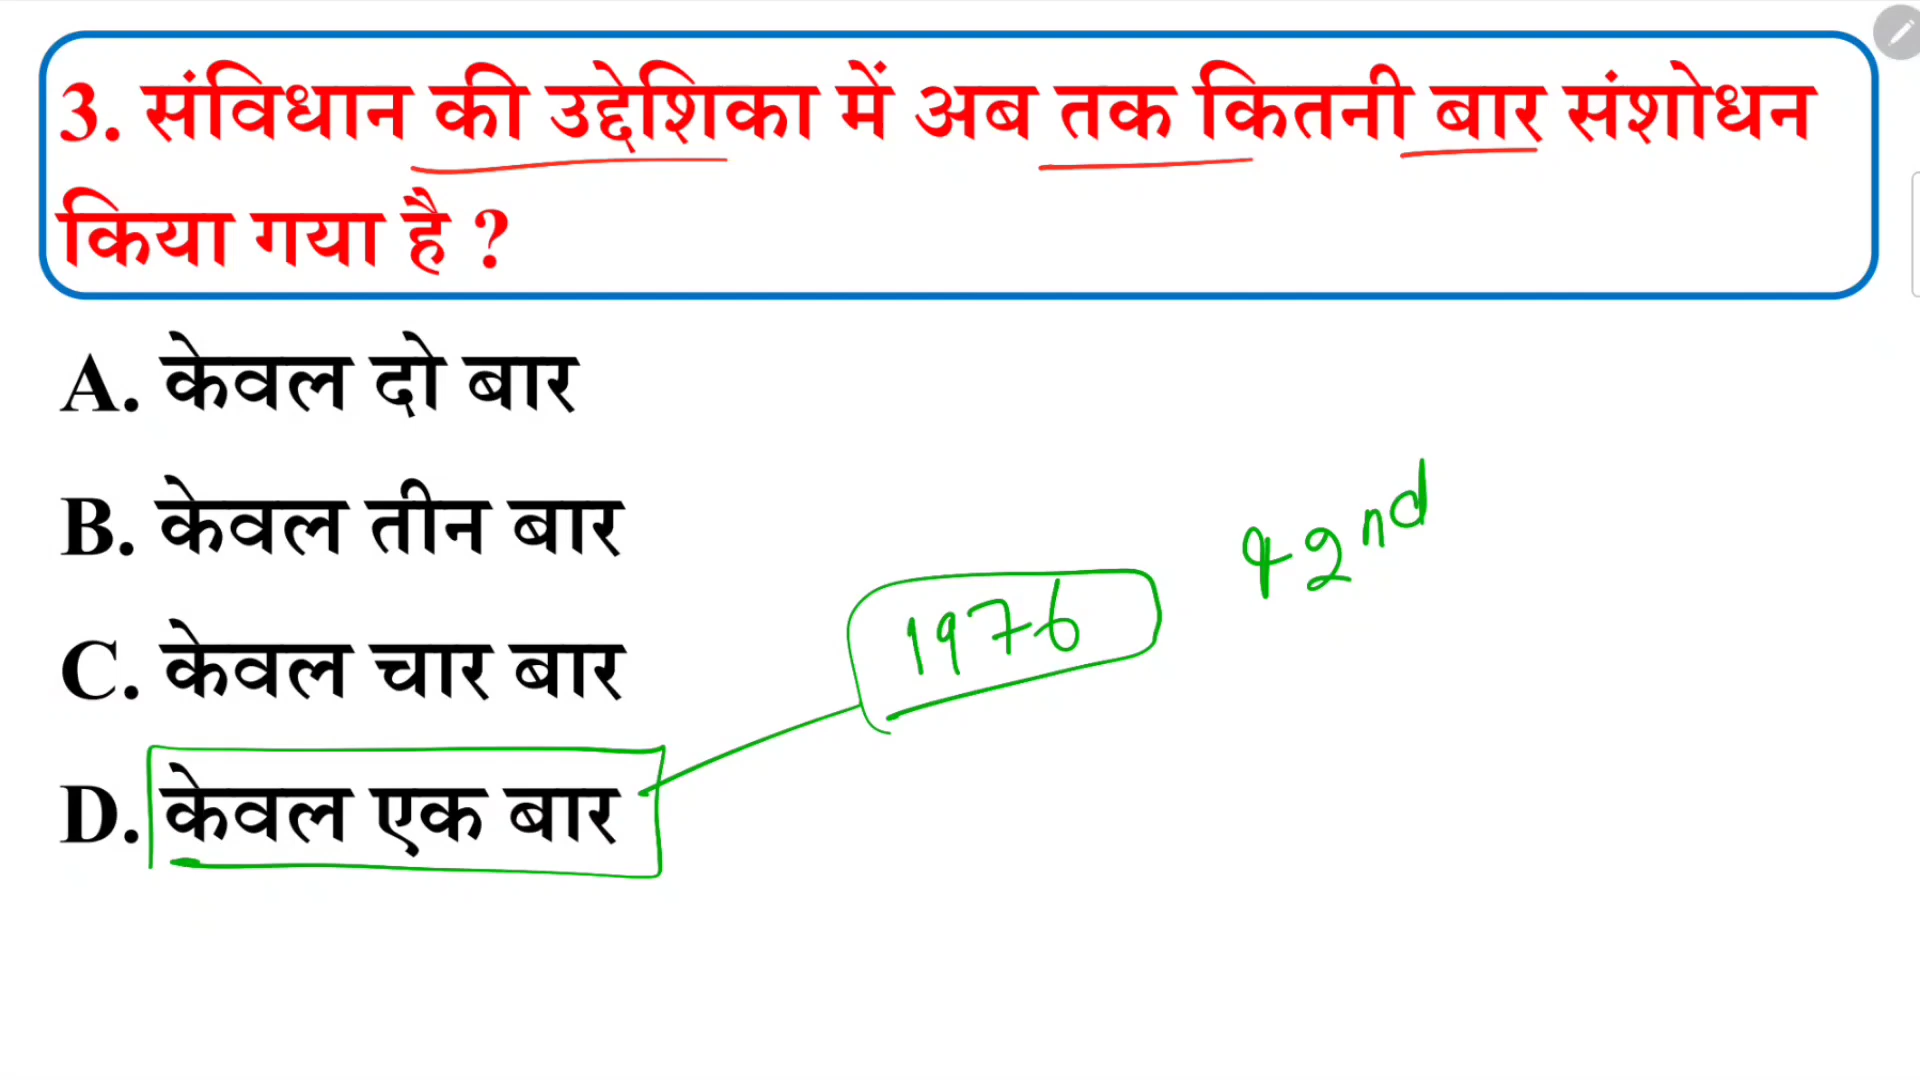 3. संविधान की उद्देशिका में अब तक कितनी बार संशोधन
किया गया है ?
A. केवल दो बार
B. केवल तीन बार
C. केवल चार बार
D. केवल एक बार
1976
42nd